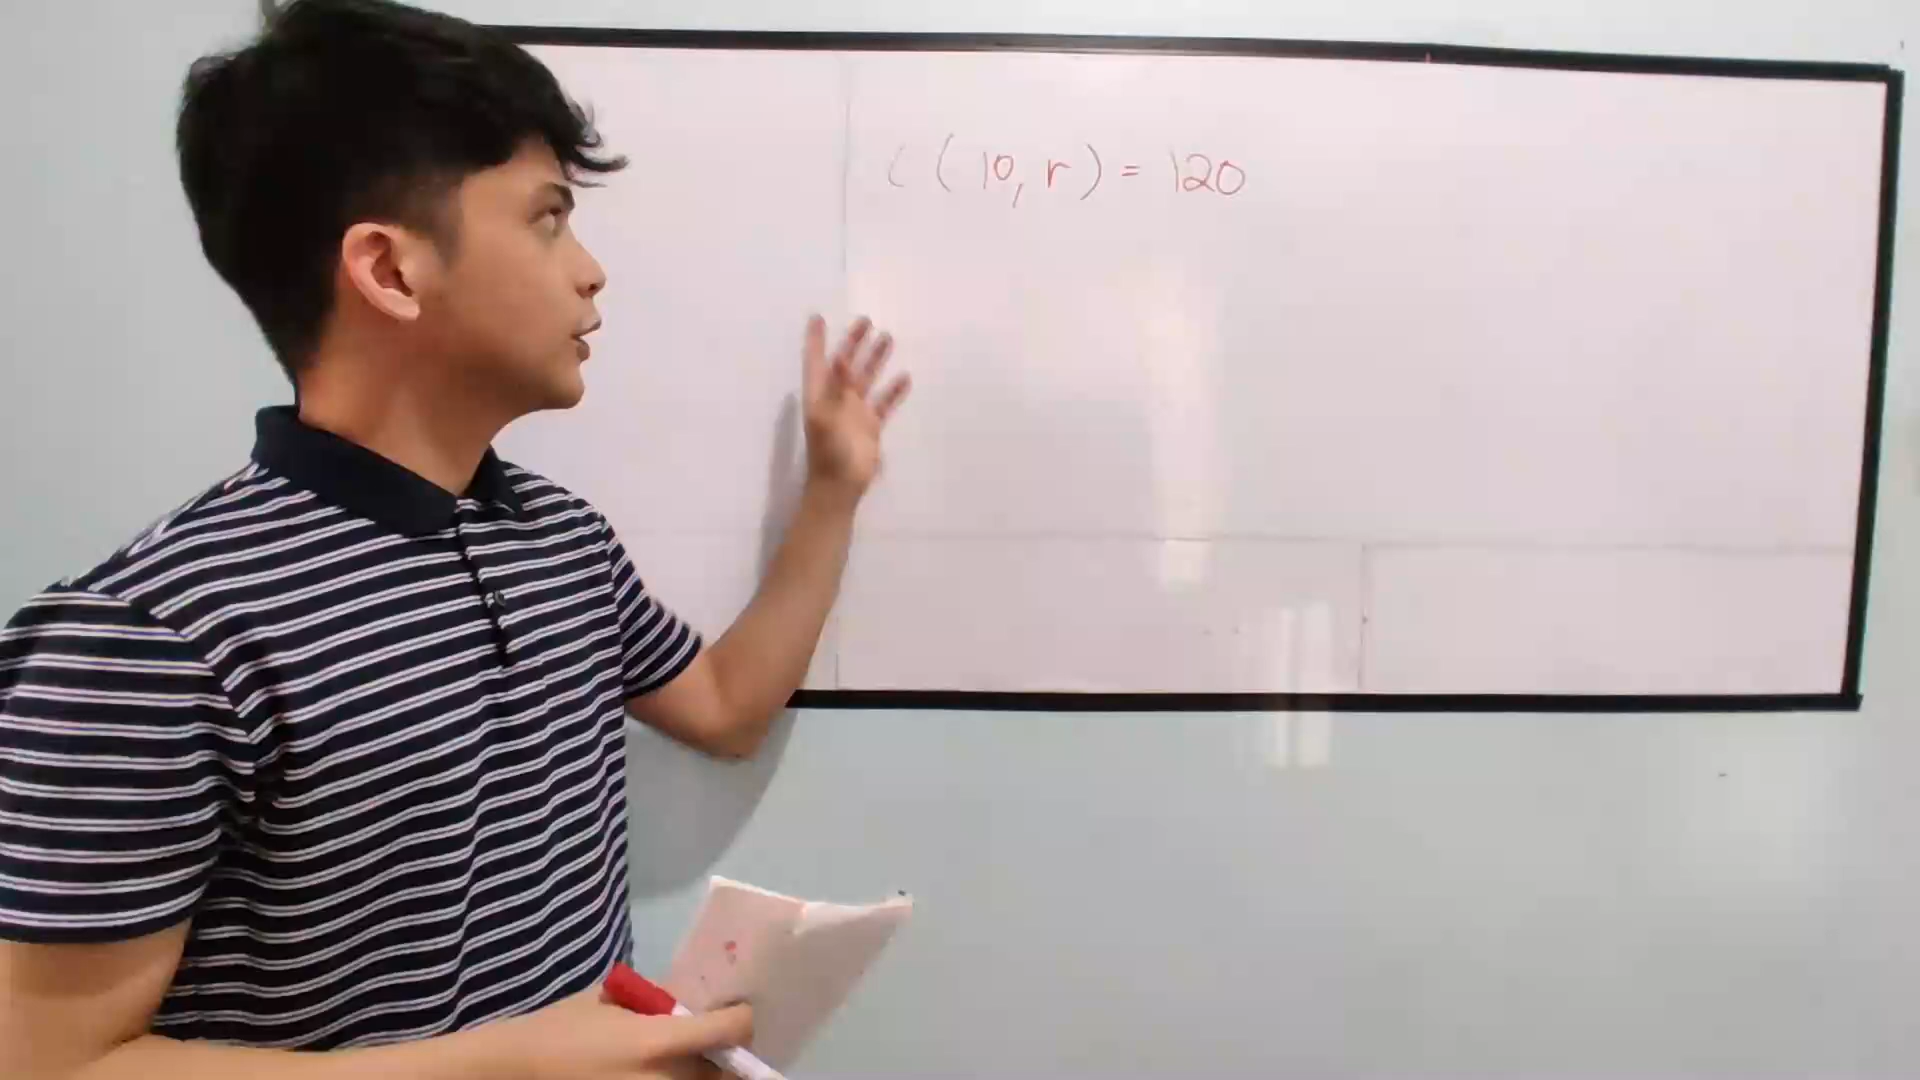 C(10, r) = 120